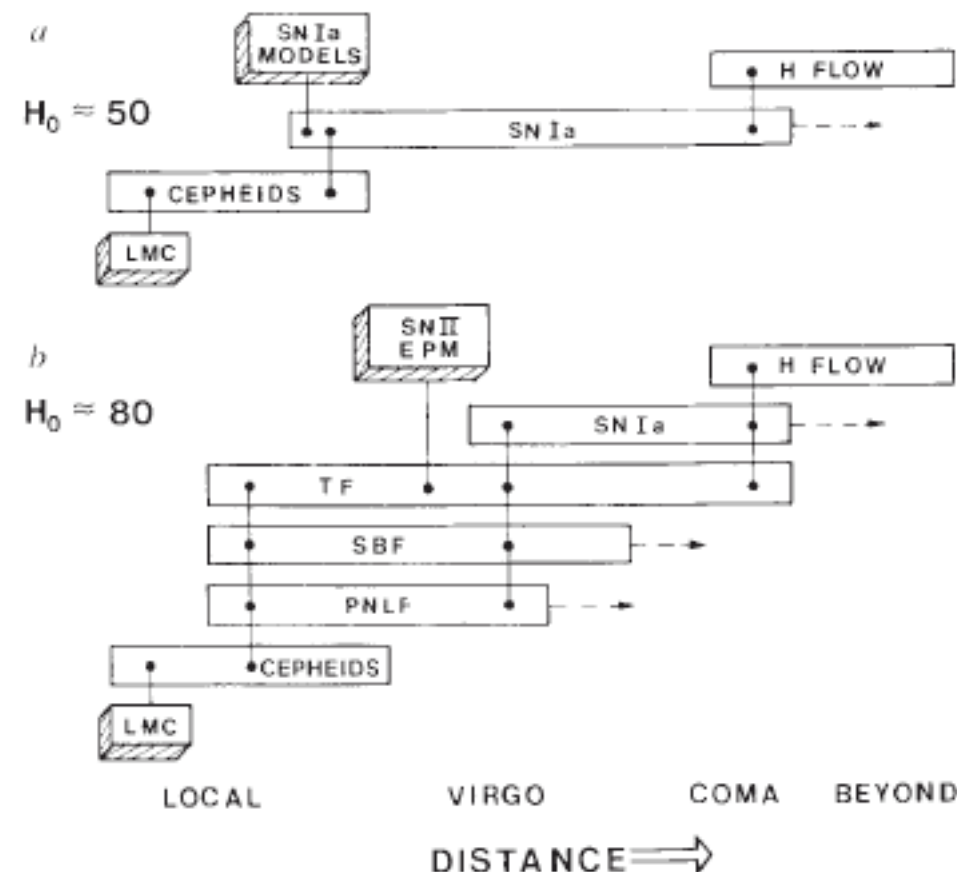 a
SN Ia
MODELS
H FLOW
H₀ ≈ 50
SN Ia
CEPHEIDS
LMC
SN II
EPM
b
H FLOW
H₀ ≈ 80
SN Ia
TF
SBF
PNLF
CEPHEIDS
LMC
LOCAL VIRGO COMA BEYOND
DISTANCE